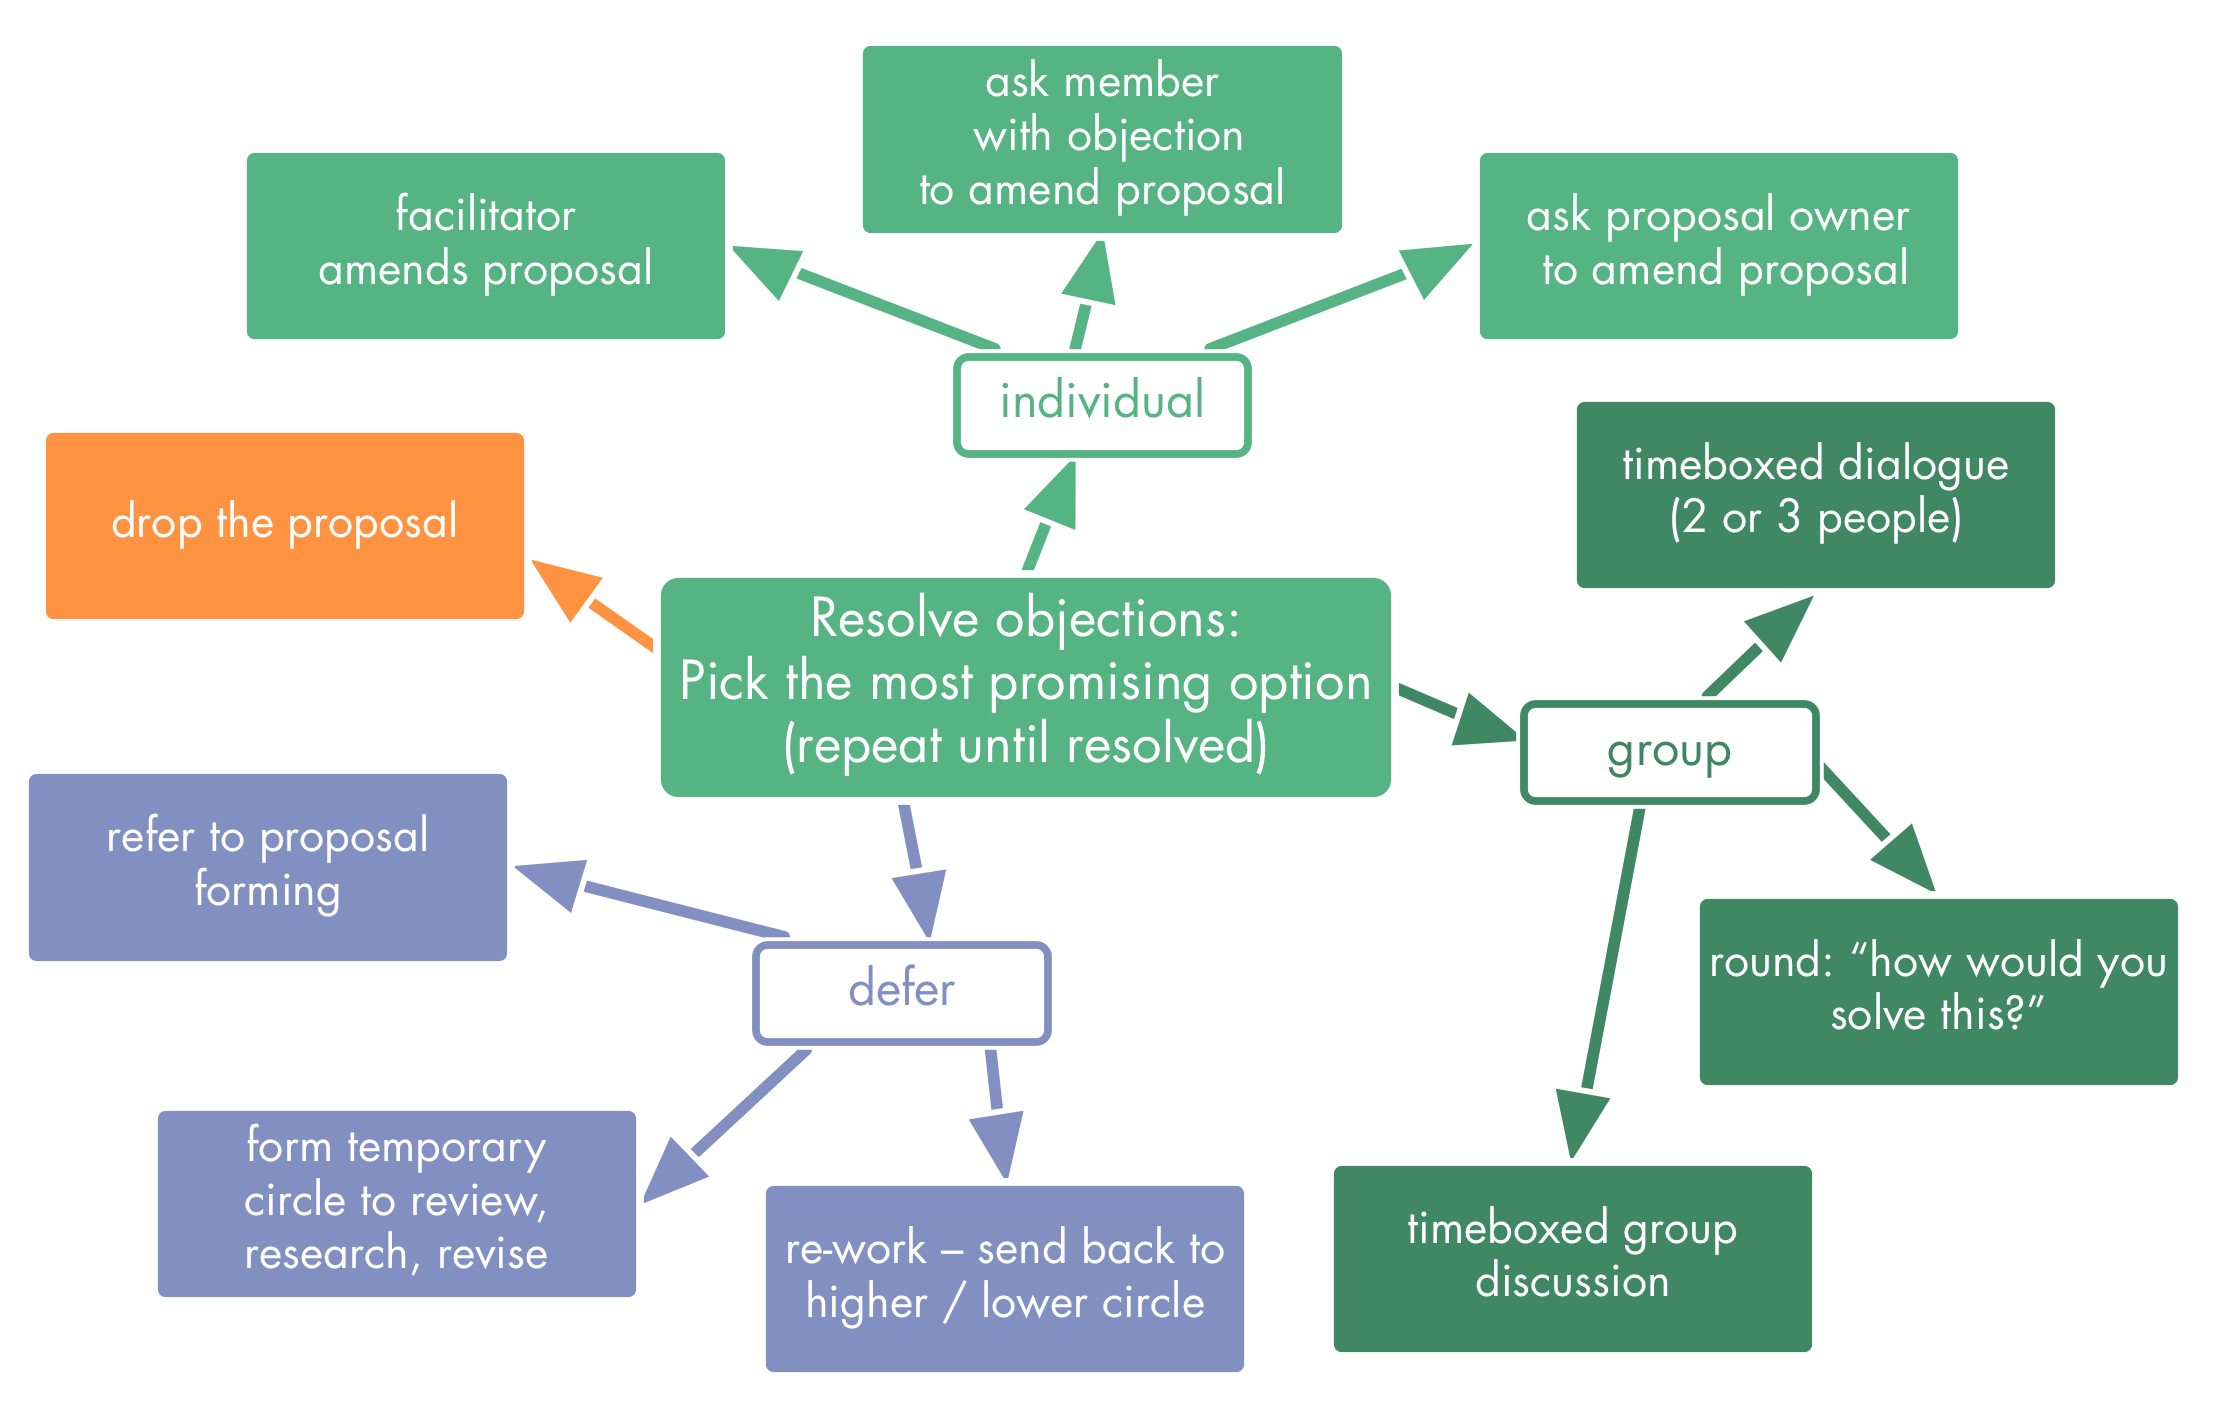 ask member
with objection
to amend proposal
facilitator
amends proposal
ask proposal owner
to amend proposal
individual
timeboxed dialogue
(2 or 3 people)
drop the proposal
Resolve objections:
Pick the most promising option
(repeat until resolved)
group
refer to proposal
forming
defer
round: “how would you
solve this?”
form temporary
circle to review,
research, revise
re-work – send back to
higher / lower circle
timeboxed group
discussion